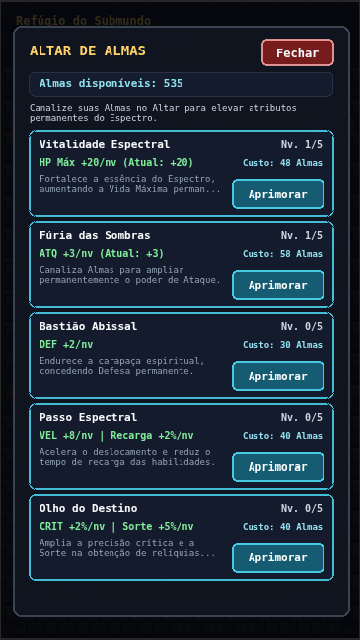 Refúgio do Submundo
ALTAR DE ALMAS
Fechar
Almas disponíveis: 535
Canalize suas Almas no Altar para elevar atributos
permanentes do Espectro.
Vitalidade Espectral
Nv. 1/5
HP Máx +20/nv (Atual: +20)
Custo: 48 Almas
Fortalece a essência do Espectro,
aumentando a Vida Máxima perman...
Aprimorar
Fúria das Sombras
Nv. 1/5
ATQ +3/nv (Atual: +3)
Custo: 58 Almas
Canaliza Almas para ampliar
permanentemente o poder de Ataque.
Aprimorar
Bastião Abissal
Nv. 0/5
DEF +2/nv
Custo: 30 Almas
Endurece a carapaça espiritual,
concedendo Defesa permanente.
Aprimorar
Passo Espectral
Nv. 0/5
VEL +8/nv | Recarga +2%/nv
Custo: 40 Almas
Acelera o deslocamento e reduz o
tempo de recarga das habilidades.
Aprimorar
Olho do Destino
Nv. 0/5
CRIT +2%/nv | Sorte +5%/nv
Custo: 40 Almas
Amplia a precisão crítica e a
Sorte na obtenção de relíquias...
Aprimorar